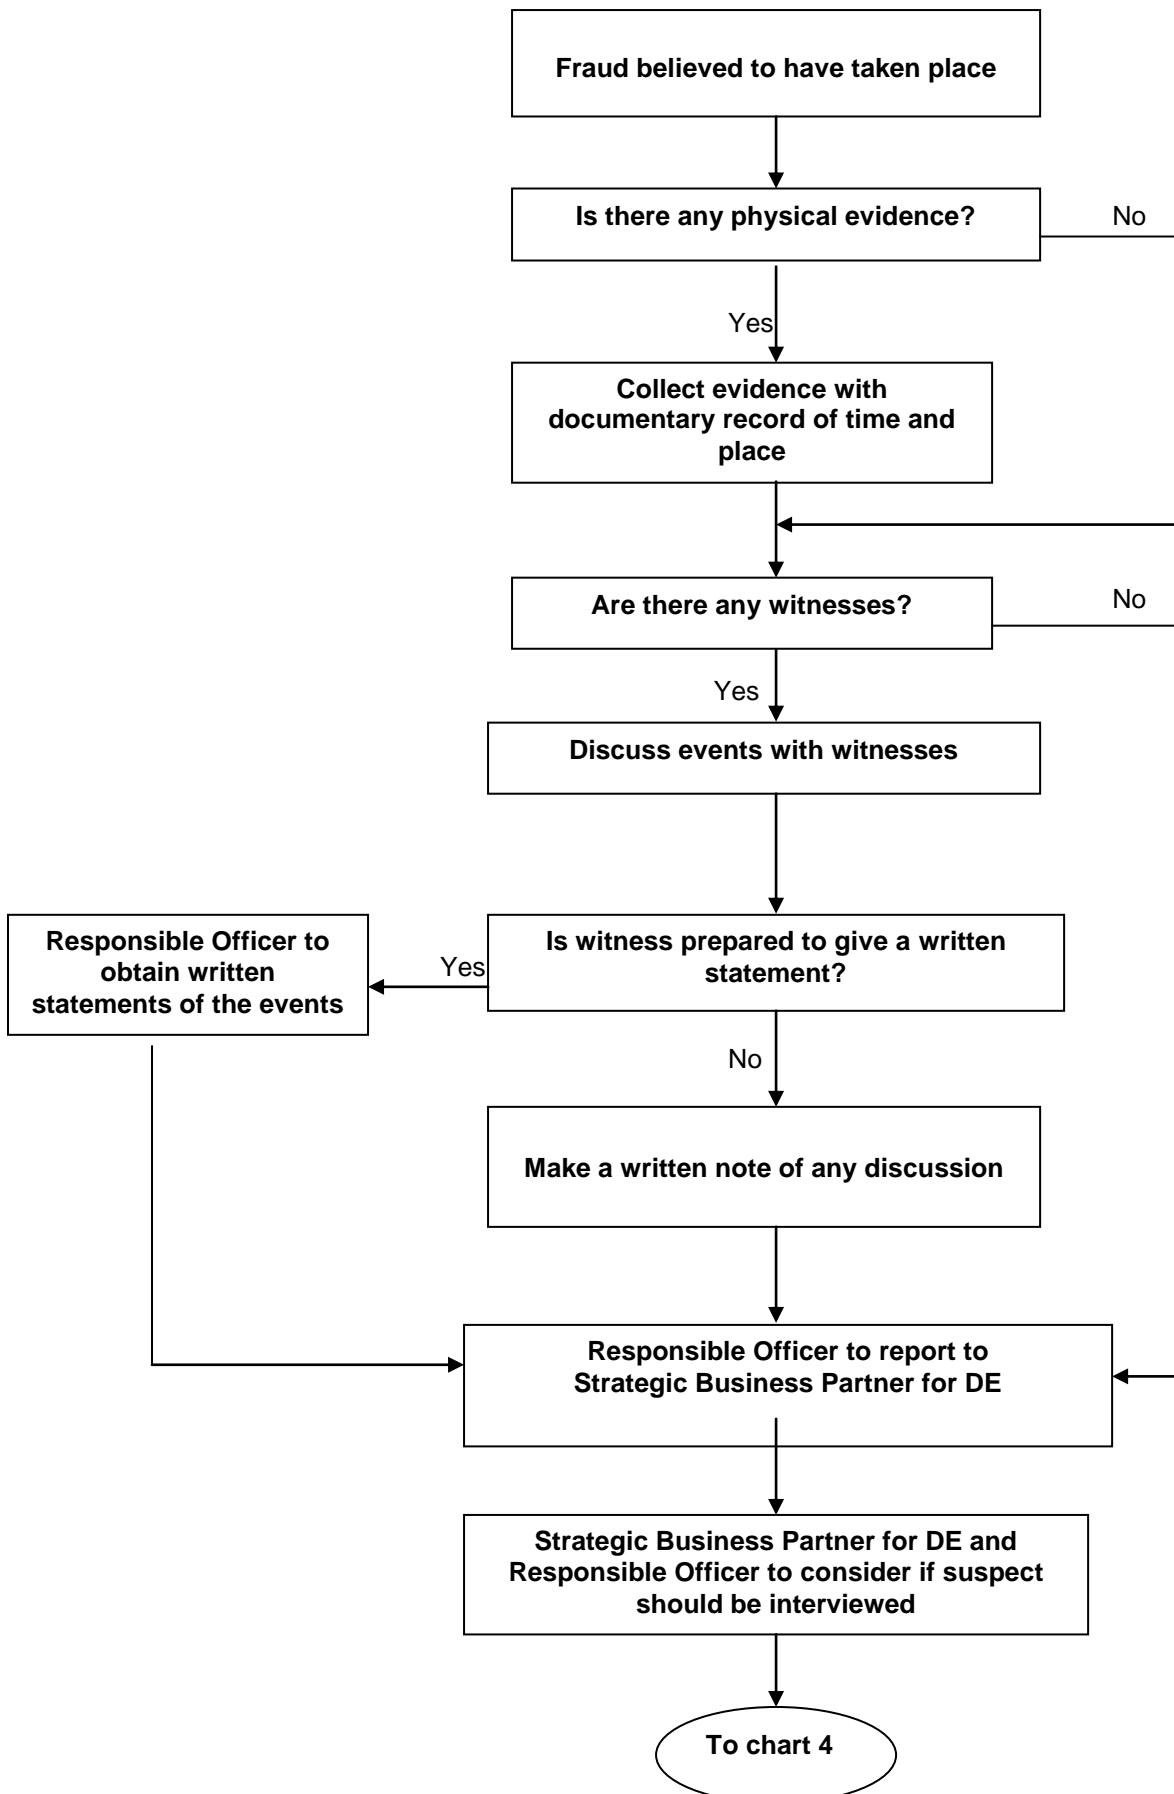 Fraud believed to have taken place
Is there any physical evidence?
No
Yes
Collect evidence with
documentary record of time and
place
Are there any witnesses?
No
Yes
Discuss events with witnesses
Responsible Officer to
obtain written
statements of the events
Yes
Is witness prepared to give a written
statement?
No
Make a written note of any discussion
Responsible Officer to report to
Strategic Business Partner for DE
Strategic Business Partner for DE and
Responsible Officer to consider if suspect
should be interviewed
To chart 4